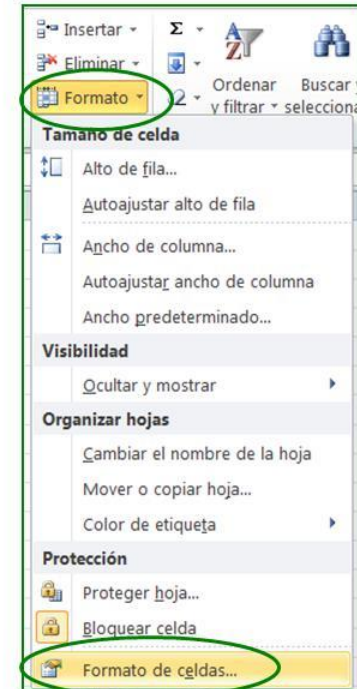 Insertar Σ
Eliminar
Formato
Ordenar
y filtrar
Buscar y
selecciona
Tamaño de celda
Alto de fila...
Autoajustar alto de fila
Ancho de columna...
Autoajustar ancho de columna
Ancho predeterminado...
Visibilidad
Ocultar y mostrar
Organizar hojas
Cambiar el nombre de la hoja
Mover o copiar hoja...
Color de etiqueta
Protección
Proteger hoja...
Bloquear celda
Formato de celdas...